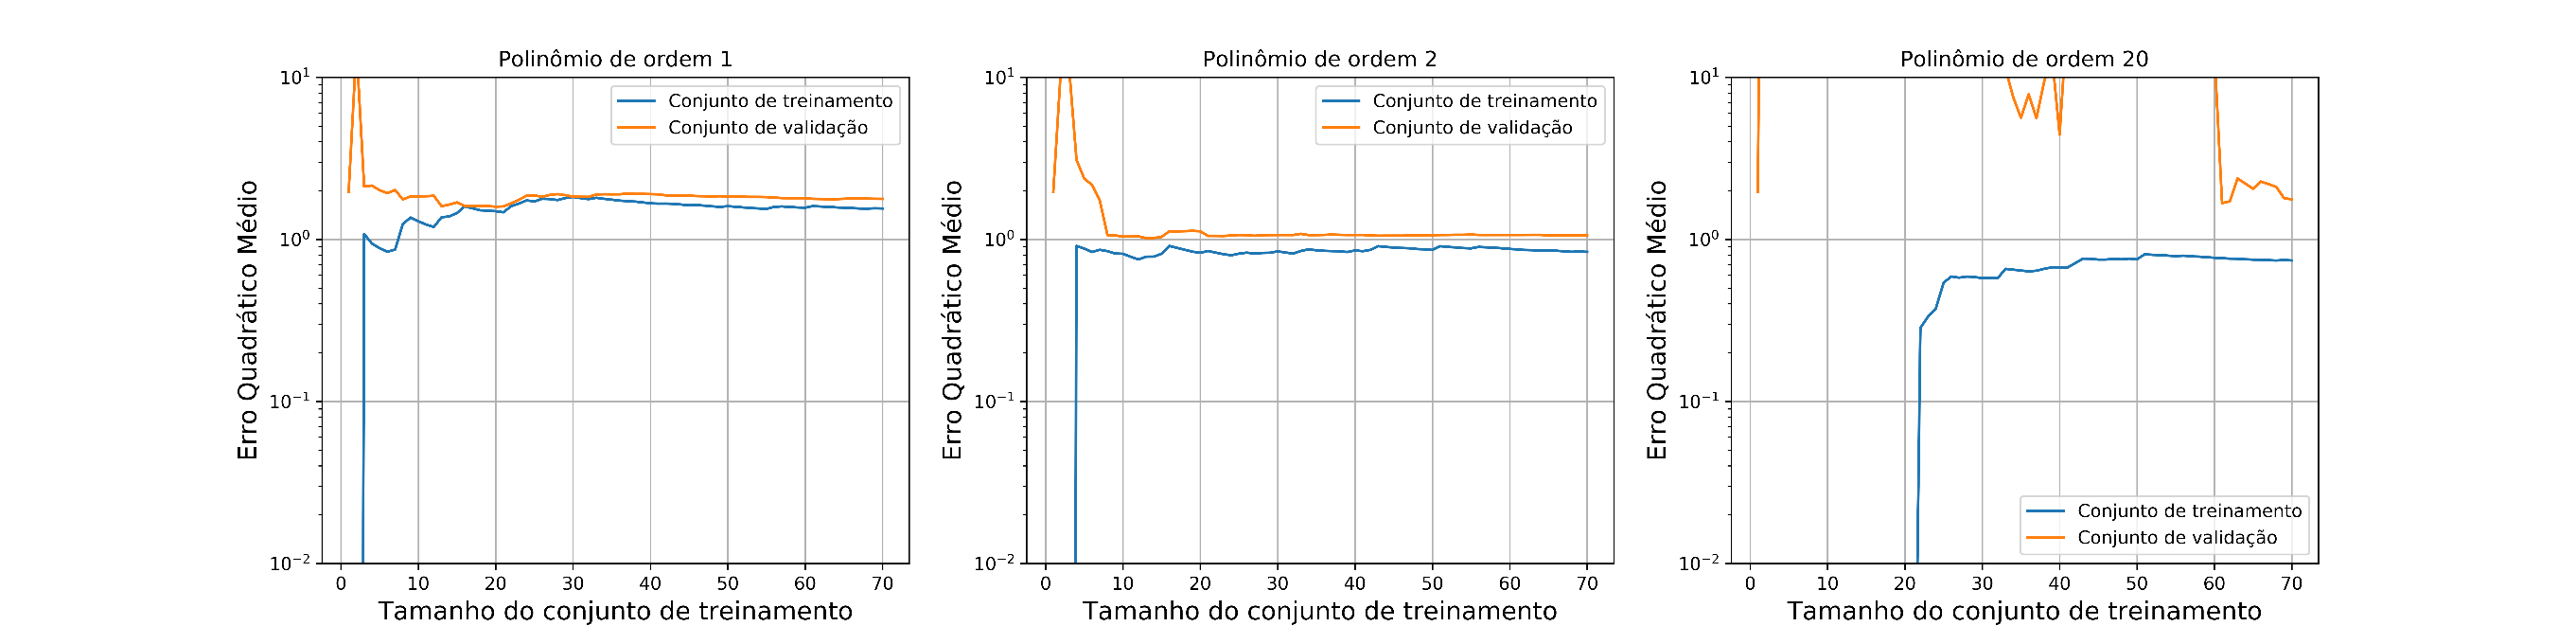 Polinômio de ordem 1
Erro Quadrático Médio
10¹
10⁰
10⁻¹
10⁻²
Conjunto de treinamento
Conjunto de validação
0 10 20 30 40 50 60 70
Tamanho do conjunto de treinamento
Polinômio de ordem 2
Erro Quadrático Médio
10¹
10⁰
10⁻¹
10⁻²
Conjunto de treinamento
Conjunto de validação
0 10 20 30 40 50 60 70
Tamanho do conjunto de treinamento
Polinômio de ordem 20
Erro Quadrático Médio
10¹
10⁰
10⁻¹
10⁻²
Conjunto de treinamento
Conjunto de validação
0 10 20 30 40 50 60 70
Tamanho do conjunto de treinamento